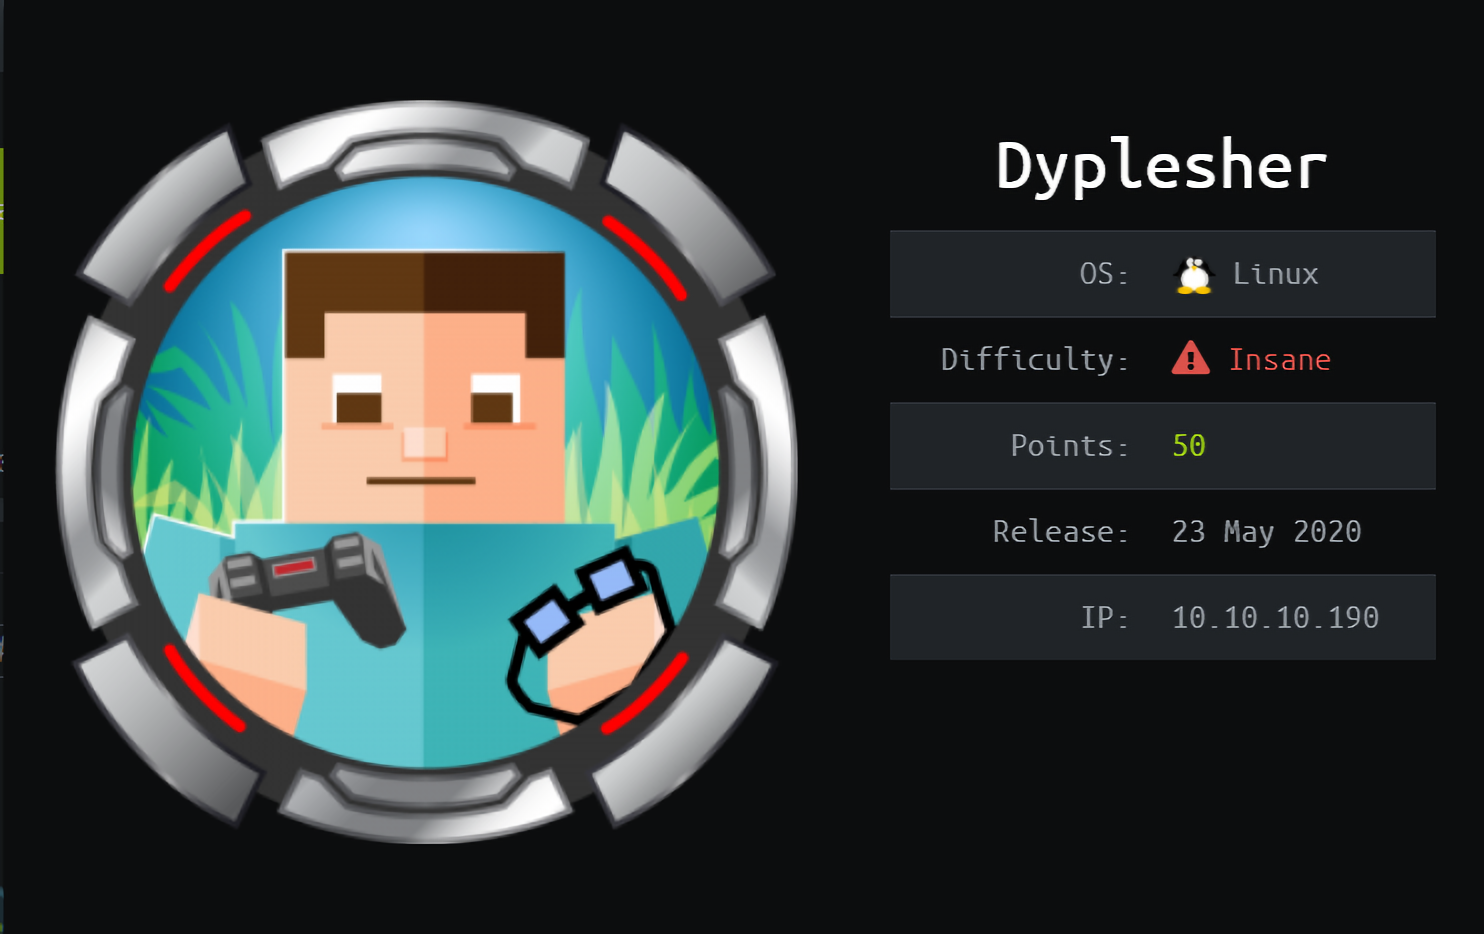 Dyplesher
OS: Linux
Difficulty: Insane
Points: 50
Release: 23 May 2020
IP: 10.10.10.190